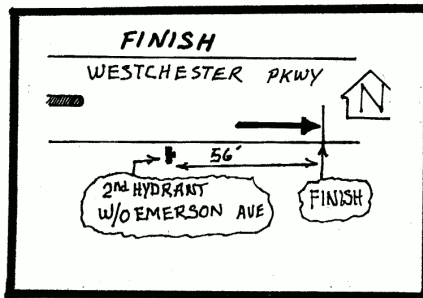 FINISH
WESTCHESTER PKWY
N
56'
2nd HYDRANT
W/O EMERSON AVE
FINISH